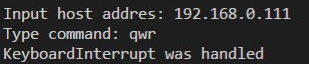 Input host addres: 192.168.0.111
Type command: qwr
KeyboardInterrupt was handled